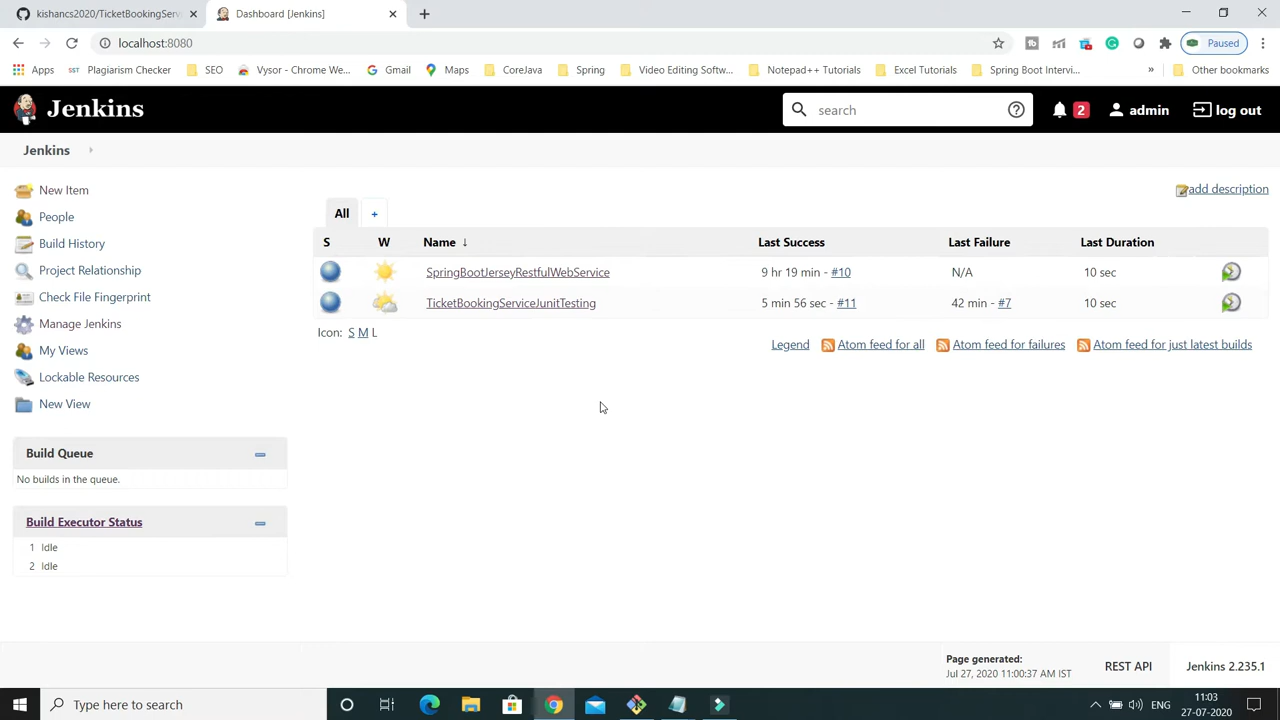 kishancs2020/TicketBookingServ
Dashboard [Jenkins]
localhost:8080
Paused
Apps
SST
Plagiarism Checker
SEO
Vysor - Chrome We...
Gmail
Maps
CoreJava
Spring
Video Editing Softw...
Notepad++ Tutorials
Excel Tutorials
Spring Boot Intervi...
»
Other bookmarks
Jenkins
search
2
admin
log out
Jenkins
New Item
People
Build History
Project Relationship
Check File Fingerprint
Manage Jenkins
My Views
Lockable Resources
New View
Build Queue
No builds in the queue.
Build Executor Status
1 Idle
2 Idle
add description
All +
S W Name ↓ Last Success Last Failure Last Duration
SpringBootJerseyRestfulWebService 9 hr 19 min - #10 N/A 10 sec
TicketBookingServiceJunitTesting 5 min 56 sec - #11 42 min - #7 10 sec
Icon: S M L
Legend Atom feed for all Atom feed for failures Atom feed for just latest builds
Page generated:
Jul 27, 2020 11:00:37 AM IST
REST API
Jenkins 2.235.1
Type here to search
ENG
11:03
27-07-2020